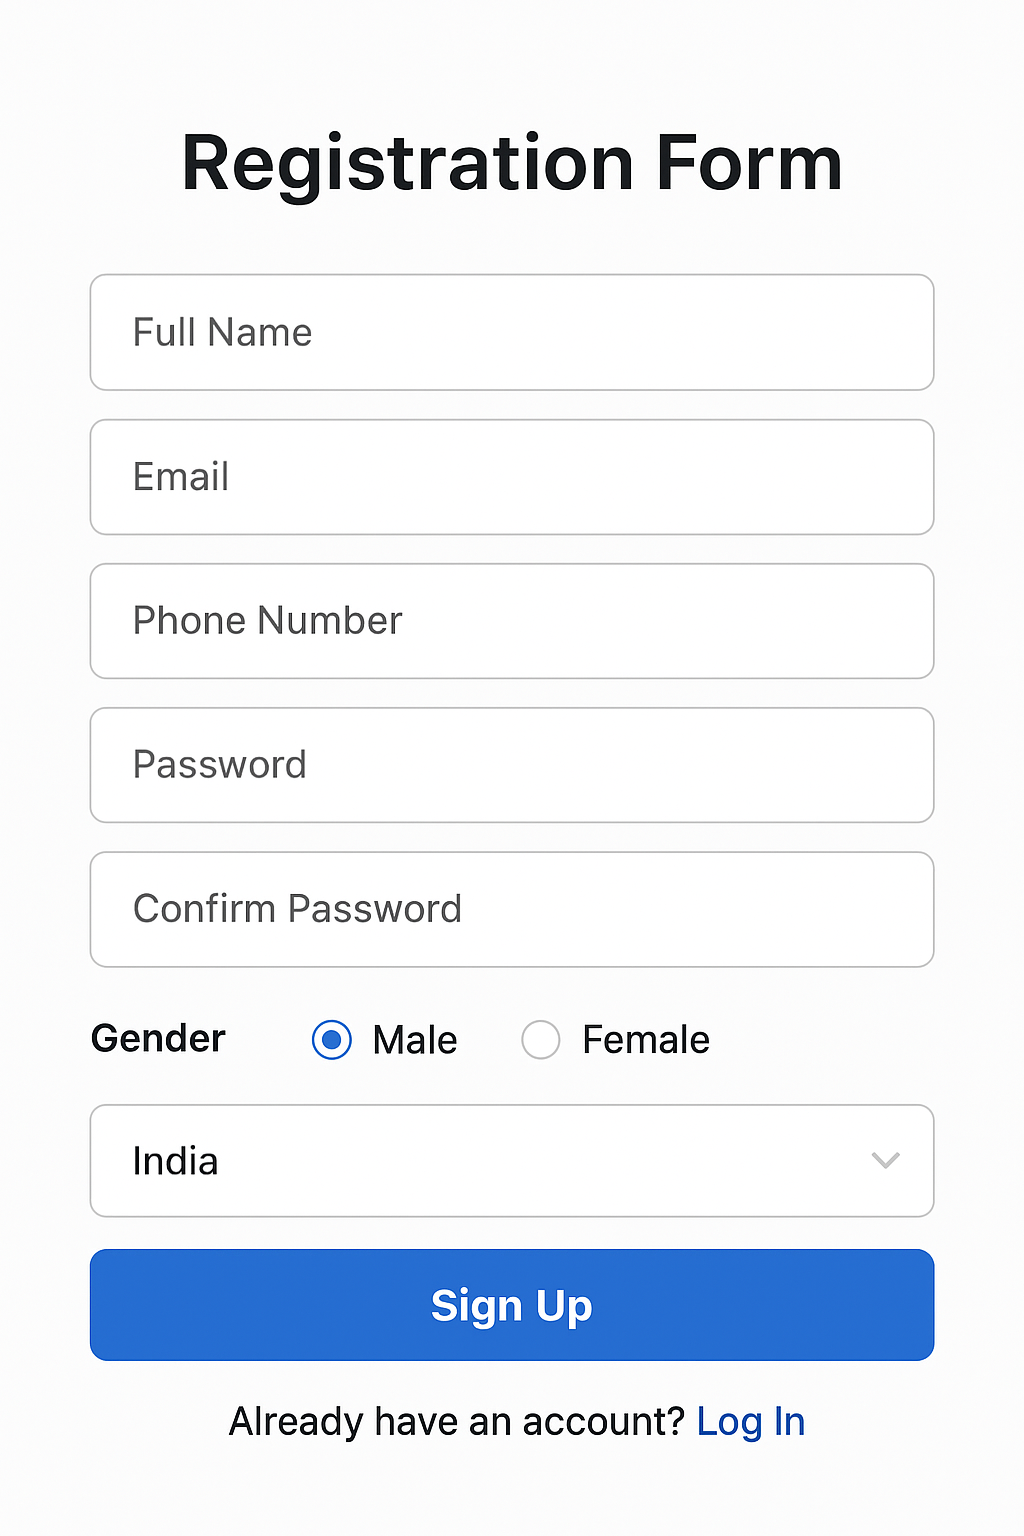 Registration Form
Full Name
Email
Phone Number
Password
Confirm Password
Gender Male Female
India
Sign Up
Already have an account? Log In